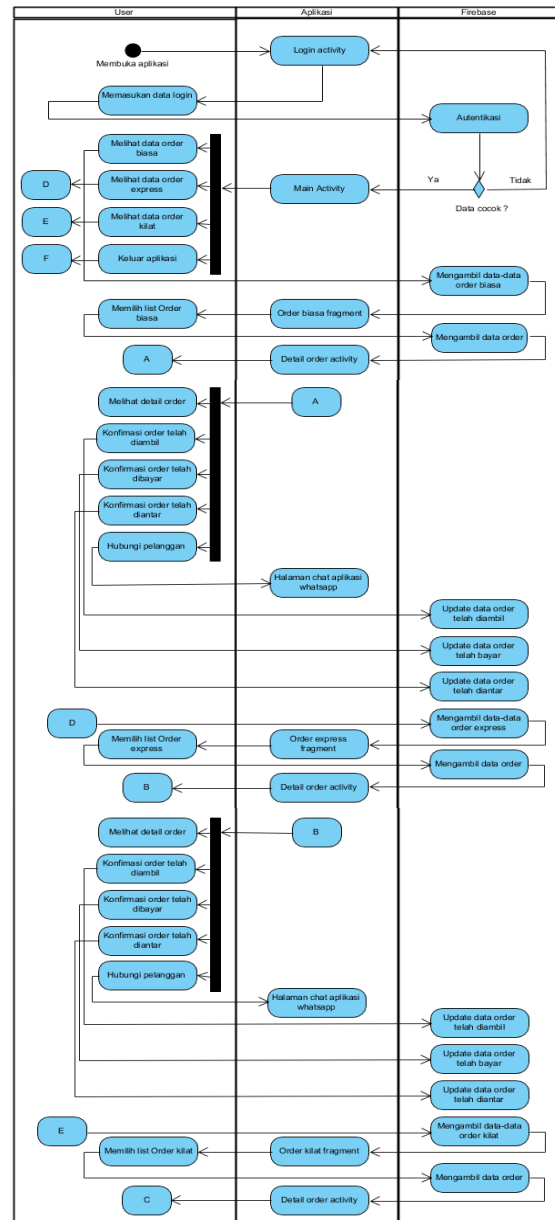 User
Aplikasi
Firebase
Membuka aplikasi
Login activity
Memasukan data login
Autentikasi
Melihat data order
biasa
D
Melihat data order
express
Main Activity
Ya
Tidak
Data cocok ?
E
Melihat data order
kilat
F
Keluar aplikasi
Mengambil data-data
order biasa
Memilih list Order
biasa
Order biasa fragment
Mengambil data order
A
Detail order activity
Melihat detail order
A
Konfimasi order telah
diambil
Konfirmasi order telah
dibayar
Konfirmasi order telah
diantar
Hubungi pelanggan
Halaman chat aplikasi
whatsapp
Update data order
telah diambil
Update data order
telah bayar
Update data order
telah diantar
D
Mengambil data-data
order express
Memilih list Order
express
Order express
fragment
Mengambil data order
B
Detail order activity
Melihat detail order
B
Konfimasi order telah
diambil
Konfirmasi order telah
dibayar
Konfirmasi order telah
diantar
Hubungi pelanggan
Halaman chat aplikasi
whatsapp
Update data order
telah diambil
Update data order
telah bayar
Update data order
telah diantar
E
Mengambil data-data
order kilat
Memilih list Order kilat
Order kilat fragment
Mengambil data order
C
Detail order activity